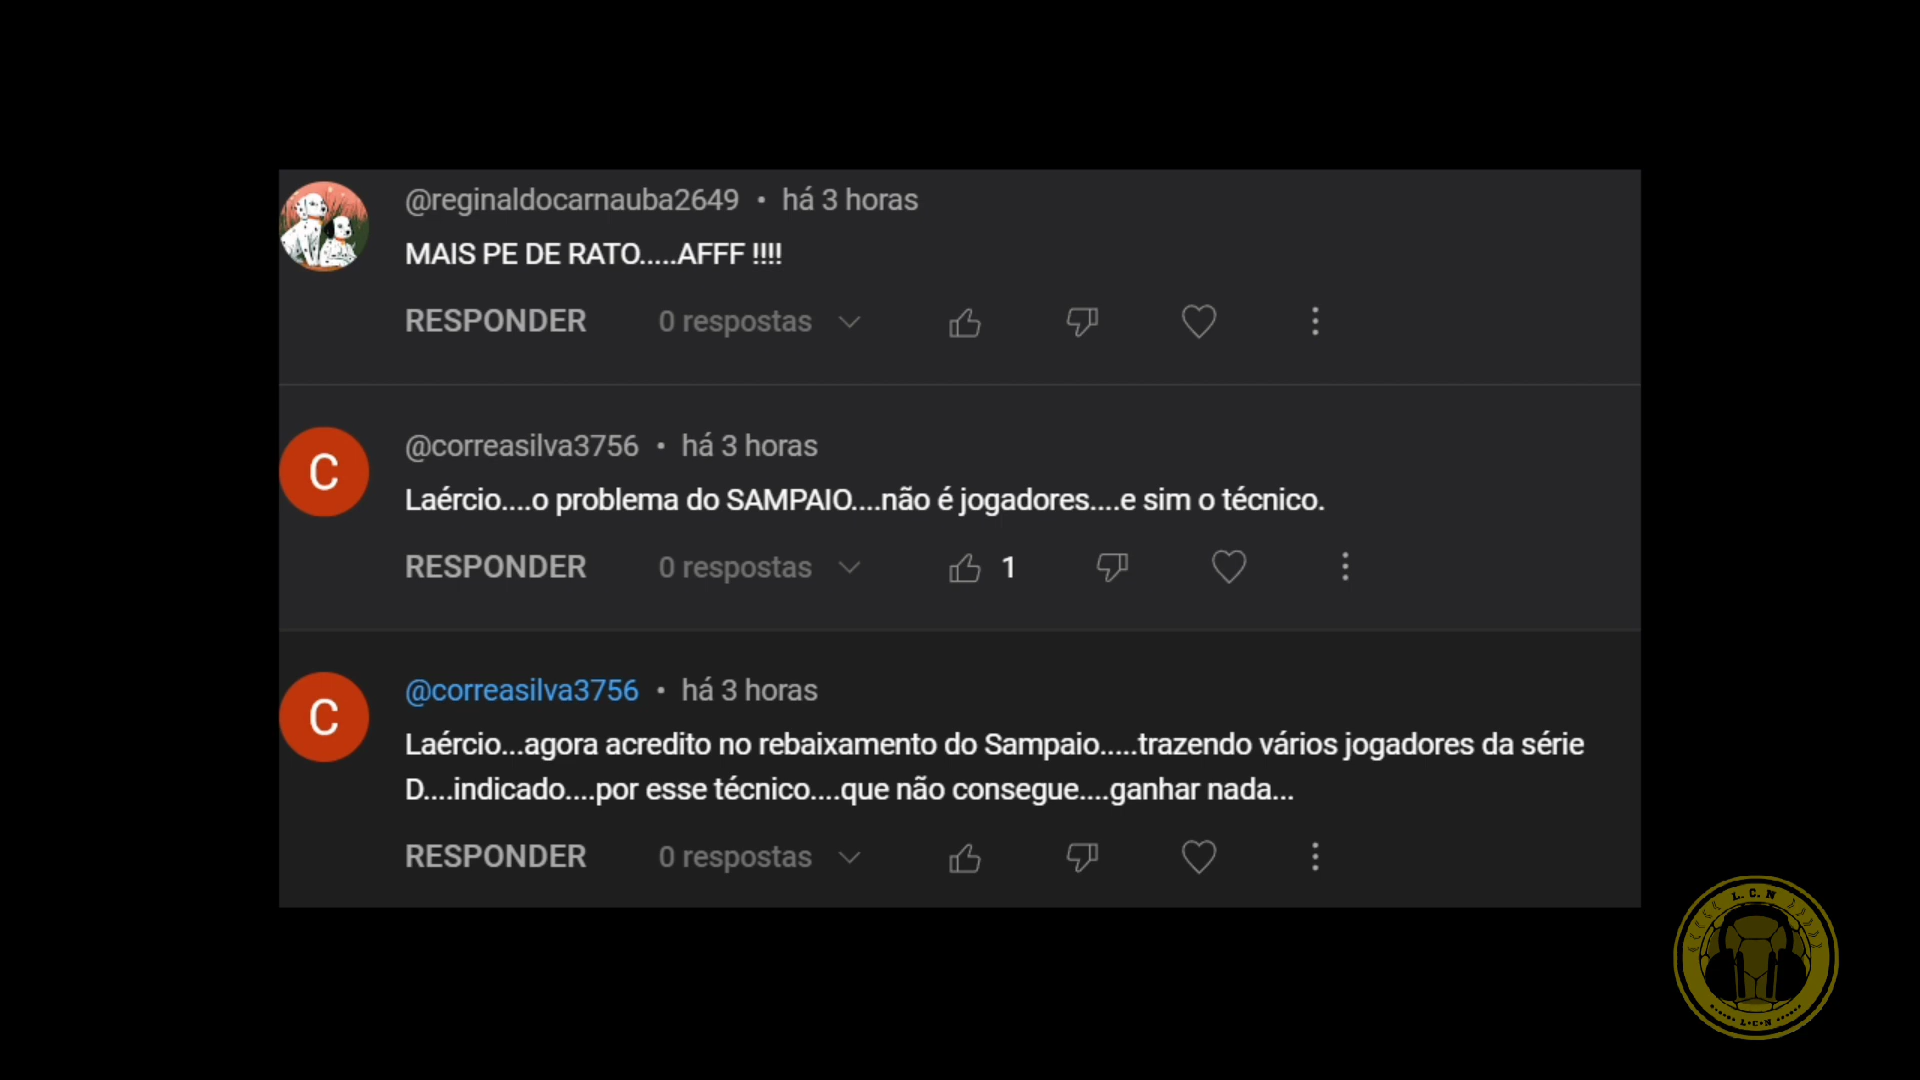 @reginaldocarnauba2649 • há 3 horas
MAIS PE DE RATO.....AFFF !!!!
RESPONDER 0 respostas
C
@correasilva3756 • há 3 horas
Laércio....o problema do SAMPAIO....não é jogadores....e sim o técnico.
RESPONDER 0 respostas 1
C
@correasilva3756 • há 3 horas
Laércio...agora acredito no rebaixamento do Sampaio.....trazendo vários jogadores da série
D....indicado....por esse técnico....que não consegue....ganhar nada...
RESPONDER 0 respostas
L. C. N
L•C•N